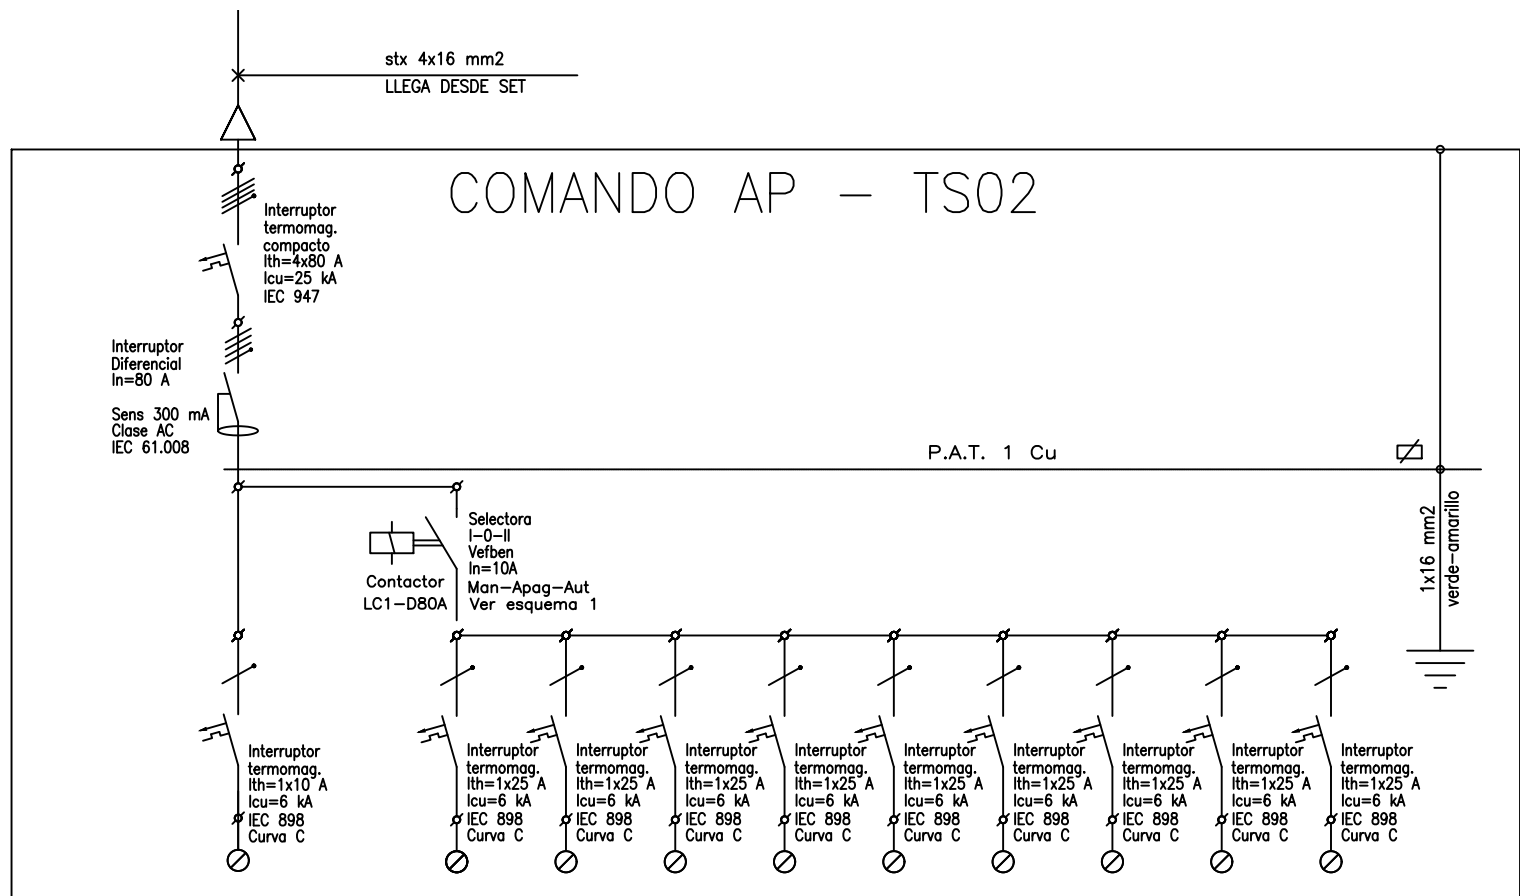 stx 4x16 mm2
LLEGA DESDE SET
COMANDO AP - TS02
Interruptor
termomag.
compacto
Ith=4x80 A
Icu=25 kA
IEC 947
Interruptor
Diferencial
In=80 A
Sens 300 mA
Clase AC
IEC 61.008
P.A.T. 1 Cu
1x16 mm2
verde-amarillo
Selectora
I-0-II
Vefben
In=10A
Man-Apag-Aut
Ver esquema 1
Contactor
LC1-D80A
Interruptor
termomag.
Ith=1x10 A
Icu=6 kA
IEC 898
Curva C
Interruptor
termomag.
Ith=1x25 A
Icu=6 kA
IEC 898
Curva C
Interruptor
termomag.
Ith=1x25 A
Icu=6 kA
IEC 898
Curva C
Interruptor
termomag.
Ith=1x25 A
Icu=6 kA
IEC 898
Curva C
Interruptor
termomag.
Ith=1x25 A
Icu=6 kA
IEC 898
Curva C
Interruptor
termomag.
Ith=1x25 A
Icu=6 kA
IEC 898
Curva C
Interruptor
termomag.
Ith=1x25 A
Icu=6 kA
IEC 898
Curva C
Interruptor
termomag.
Ith=1x25 A
Icu=6 kA
IEC 898
Curva C
Interruptor
termomag.
Ith=1x25 A
Icu=6 kA
IEC 898
Curva C
Interruptor
termomag.
Ith=1x25 A
Icu=6 kA
IEC 898
Curva C